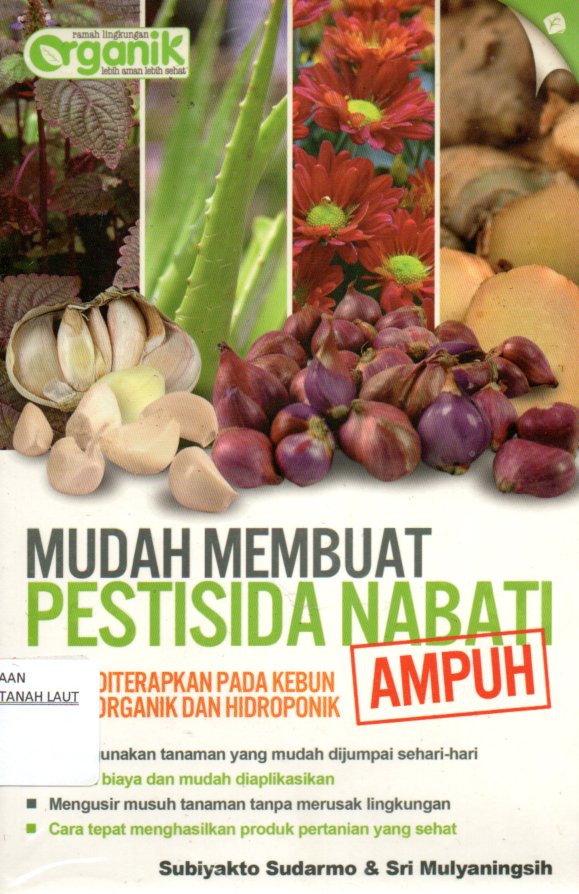 ramah lingkungan
Organik
lebih aman lebih sehat
MUDAH MEMBUAT
PESTISIDA NABATI
AMPUH
DITERAPKAN PADA KEBUN
ORGANIK DAN HIDROPONIK
AAN
TANAH LAUT
gunakan tanaman yang mudah dijumpai sehari-hari
biaya dan mudah diaplikasikan
Mengusir musuh tanaman tanpa merusak lingkungan
Cara tepat menghasilkan produk pertanian yang sehat
Subiyakto Sudarmo & Sri Mulyaningsih